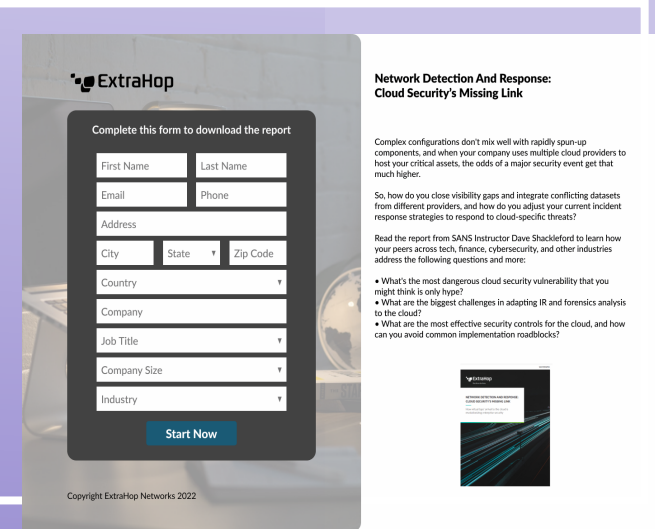 ExtraHop
Complete this form to download the report
First Name
Last Name
Email
Phone
Address
City
State
Zip Code
Country
Company
Job Title
Company Size
Industry
Start Now
Copyright ExtraHop Networks 2022
Network Detection And Response:
Cloud Security's Missing Link
Complex configurations don't mix well with rapidly spun-up
components, and when your company uses multiple cloud providers to
host your critical assets, the odds of a major security event get that
much higher.
So, how do you close visibility gaps and integrate conflicting datasets
from different providers, and how do you adjust your current incident
response strategies to respond to cloud-specific threats?
Read the report from SANS Instructor Dave Shackleford to learn how
your peers across tech, finance, cybersecurity, and other industries
address the following questions and more:
• What's the most dangerous cloud security vulnerability that you
might think is only hype?
• What are the biggest challenges in adapting IR and forensics analysis
to the cloud?
• What are the most effective security controls for the cloud, and how
can you avoid common implementation roadblocks?
ExtraHop
NETWORK DETECTION AND RESPONSE:
CLOUD SECURITY'S MISSING LINK